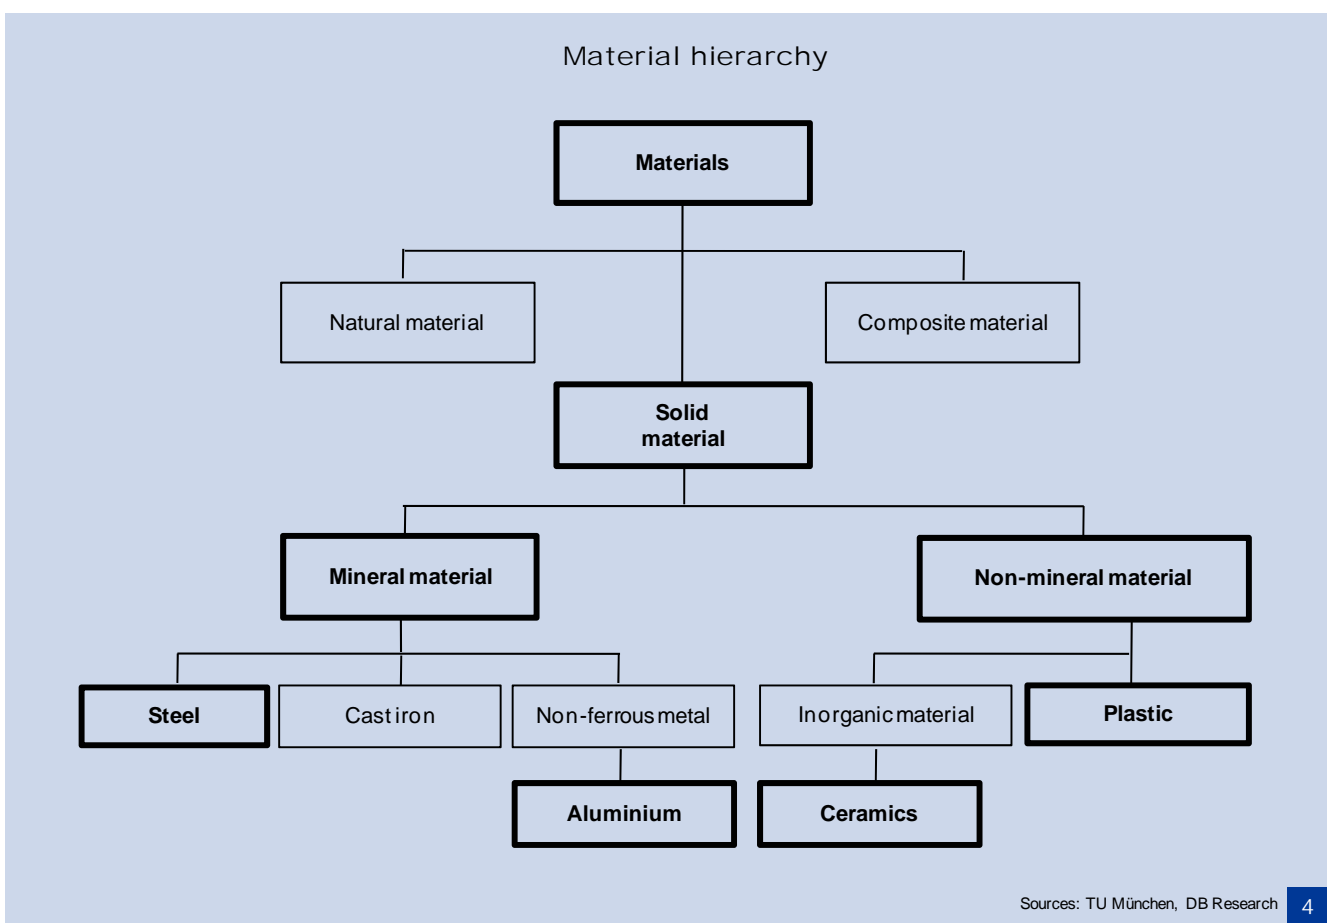 Material hierarchy
Materials
Natural material
Composite material
Solid
material
Mineral material
Non-mineral material
Steel
Cast iron
Non-ferrous metal
Inorganic material
Plastic
Aluminium
Ceramics
Sources: TU München, DB Research
4